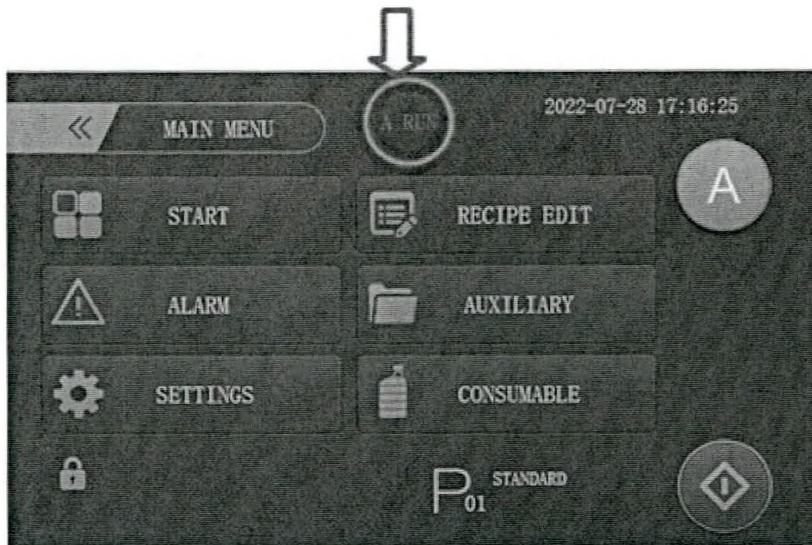 MAIN MENU
A RUN
2022-07-28 17:16:25
A
START
RECIPE EDIT
ALARM
AUXILIARY
SETTINGS
CONSUMABLE
P01 STANDARD